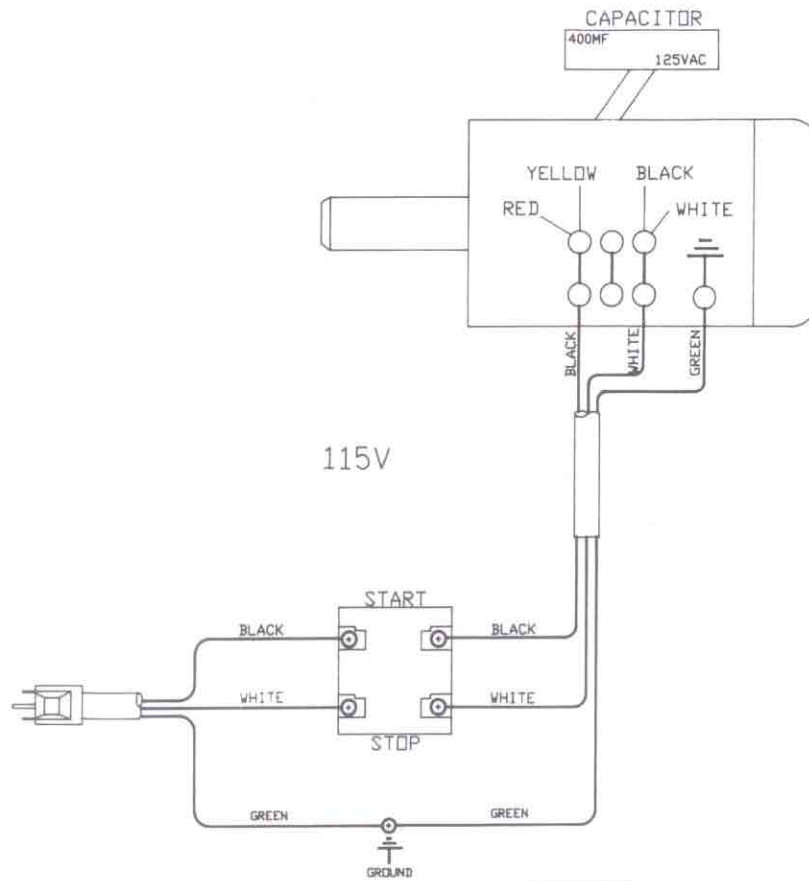 CAPACITOR
400MF
125VAC
YELLOW BLACK
RED WHITE
BLACK
WHITE
GREEN
115V
START
BLACK BLACK
WHITE WHITE
STOP
GREEN GREEN
GROUND